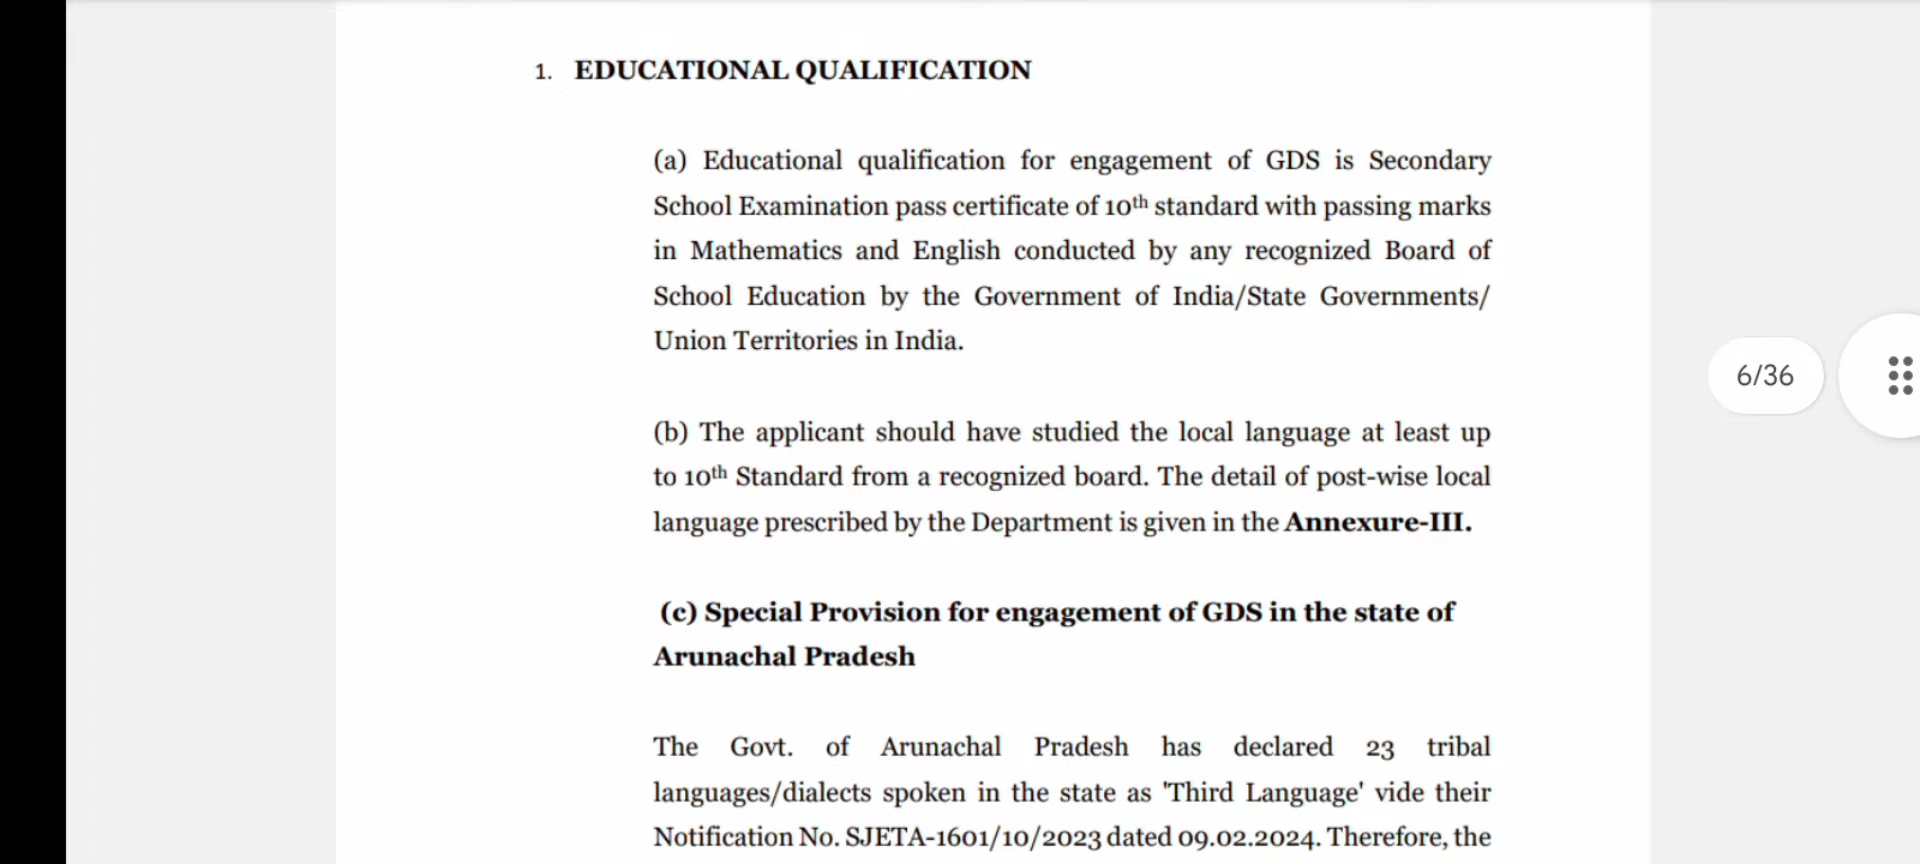 1. EDUCATIONAL QUALIFICATION
(a) Educational qualification for engagement of GDS is Secondary
School Examination pass certificate of 10th standard with passing marks
in Mathematics and English conducted by any recognized Board of
School Education by the Government of India/State Governments/
Union Territories in India.
(b) The applicant should have studied the local language at least up
to 10th Standard from a recognized board. The detail of post-wise local
language prescribed by the Department is given in the Annexure-III.
(c) Special Provision for engagement of GDS in the state of
Arunachal Pradesh
The Govt. of Arunachal Pradesh has declared 23 tribal
languages/dialects spoken in the state as 'Third Language' vide their
Notification No. SJETA-1601/10/2023 dated 09.02.2024. Therefore, the
6/36